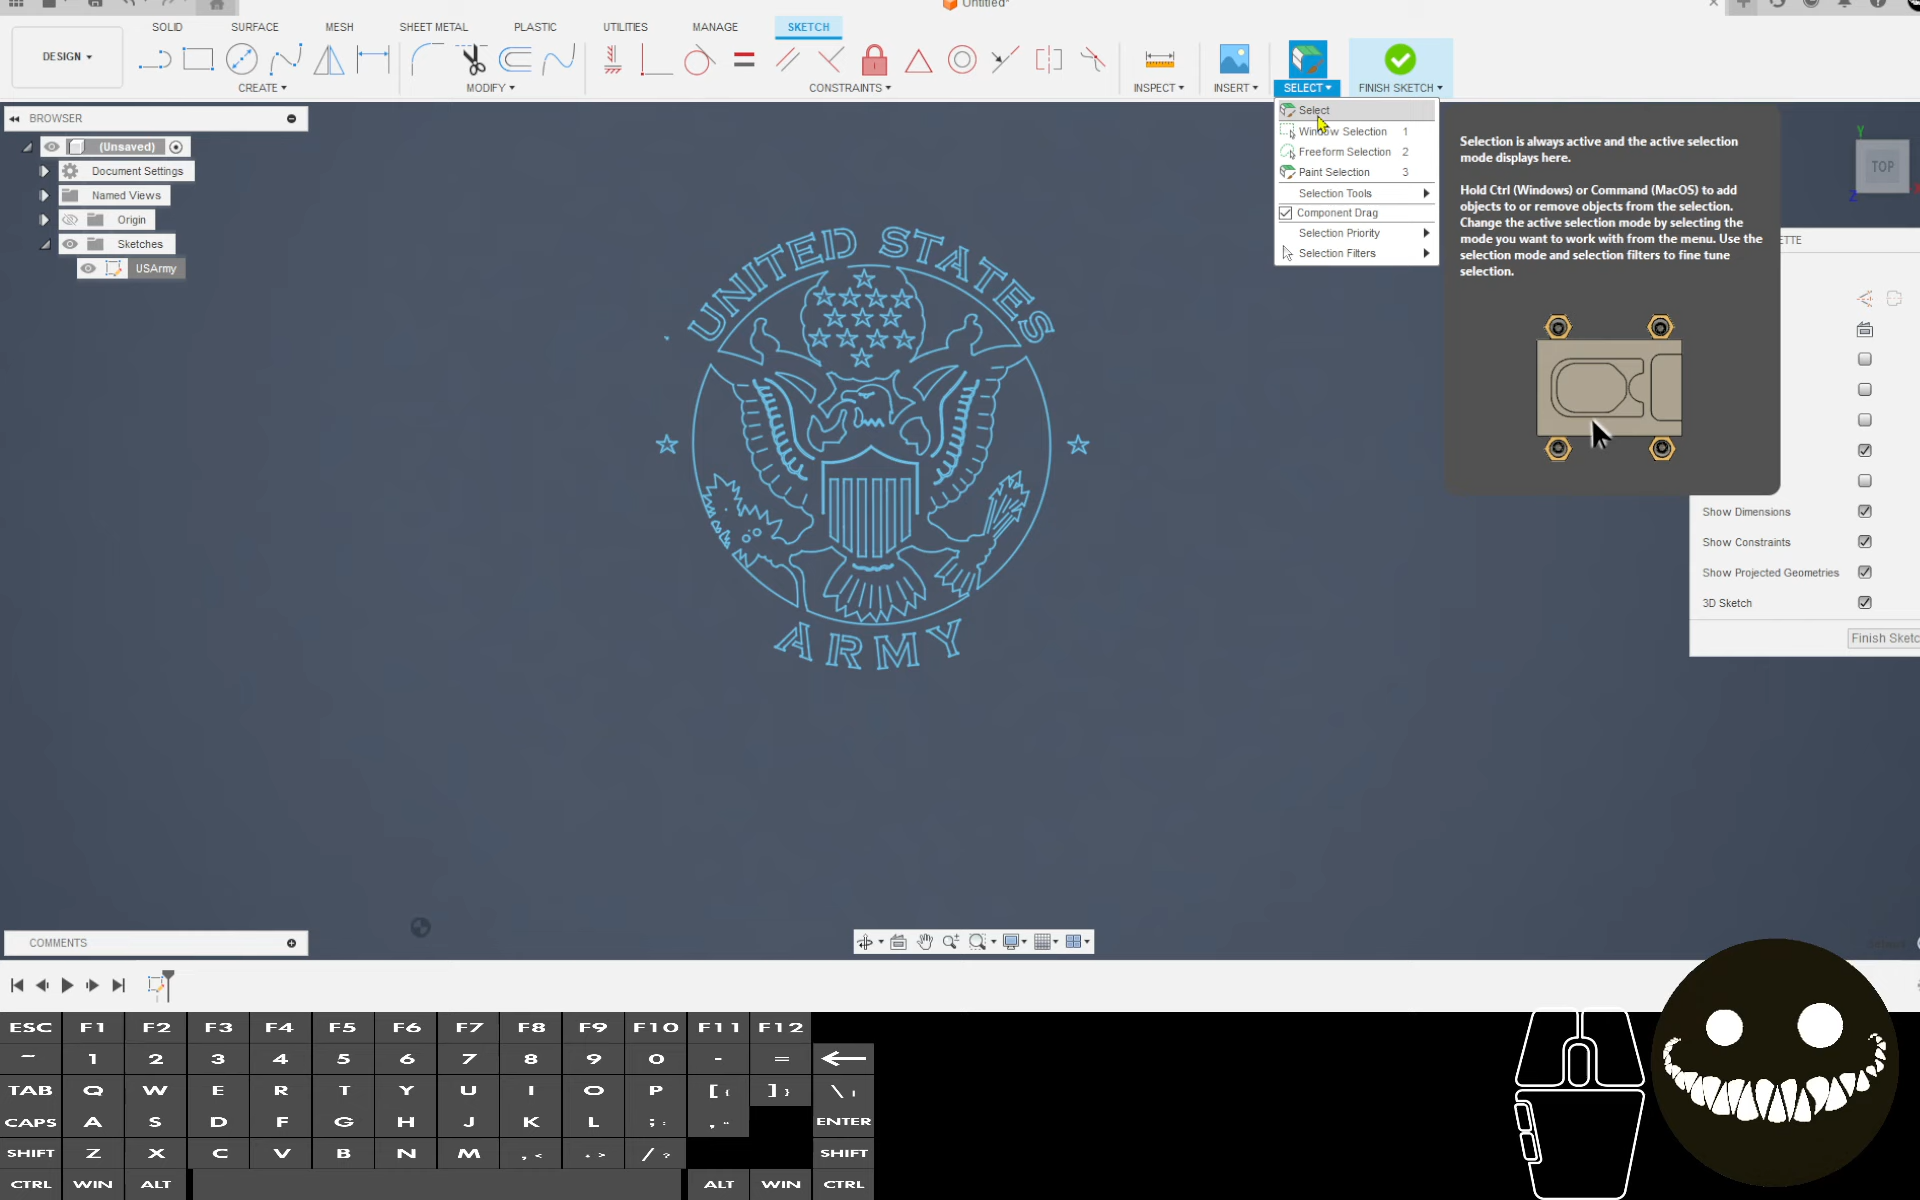 Untitled*
SOLID
SURFACE
MESH
SHEET METAL
PLASTIC
UTILITIES
MANAGE
SKETCH
DESIGN
CREATE
MODIFY
CONSTRAINTS
INSPECT
INSERT
SELECT
FINISH SKETCH
BROWSER
(Unsaved)
Document Settings
Named Views
Origin
Sketches
USArmy
Select
Window Selection 1
Freeform Selection 2
Paint Selection 3
Selection Tools
Component Drag
Selection Priority
Selection Filters
Selection is always active and the active selection
mode displays here.
Hold Ctrl (Windows) or Command (MacOS) to add
objects to or remove objects from the selection.
Change the active selection mode by selecting the
mode you want to work with from the menu. Use the
selection mode and selection filters to fine tune
selection.
Y
TOP
Z
ETTE
UNITED STATES
ARMY
Show Dimensions
Show Constraints
Show Projected Geometries
3D Sketch
Finish Sketc
COMMENTS
ESC F1 F2 F3 F4 F5 F6 F7 F8 F9 F10 F11 F12
~ 1 2 3 4 5 6 7 8 9 0 - =
TAB Q W E R T Y U I O P [{ ]} \|
CAPS A S D F G H J K L ;: ," ENTER
SHIFT Z X C V B N M ,< .> /? SHIFT
CTRL WIN ALT ALT WIN CTRL